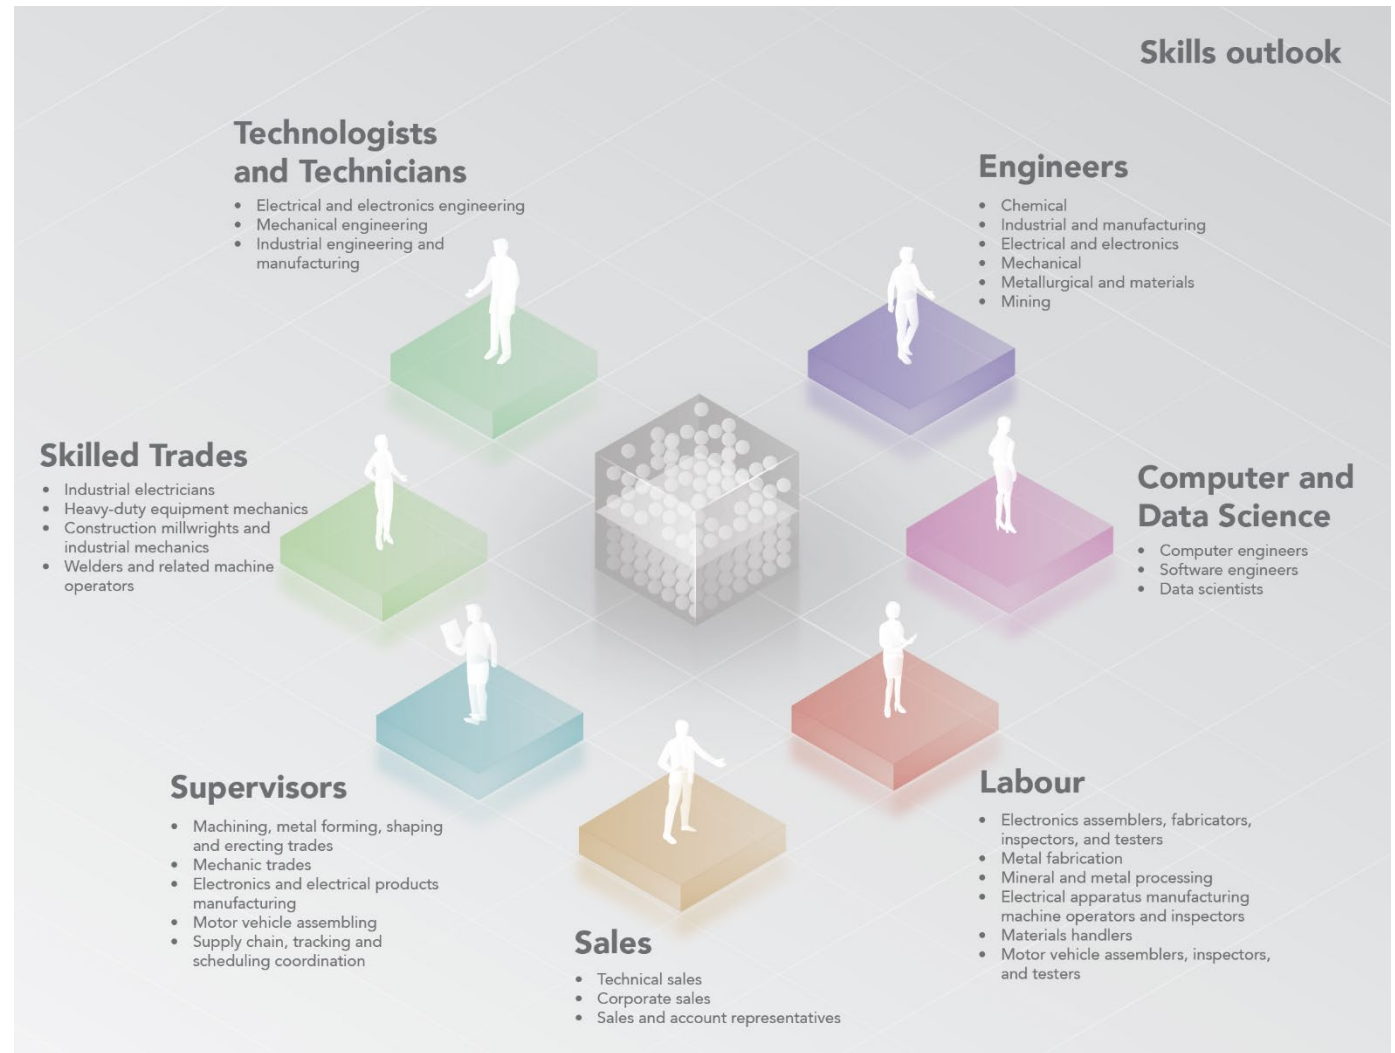 Skills outlook
Technologists
and Technicians
• Electrical and electronics engineering
• Mechanical engineering
• Industrial engineering and
manufacturing
Engineers
• Chemical
• Industrial and manufacturing
• Electrical and electronics
• Mechanical
• Metallurgical and materials
• Mining
Skilled Trades
• Industrial electricians
• Heavy-duty equipment mechanics
• Construction millwrights and
industrial mechanics
• Welders and related machine
operators
Computer and
Data Science
• Computer engineers
• Software engineers
• Data scientists
Supervisors
• Machining, metal forming, shaping
and erecting trades
• Mechanic trades
• Electronics and electrical products
manufacturing
• Motor vehicle assembling
• Supply chain, tracking and
scheduling coordination
Sales
• Technical sales
• Corporate sales
• Sales and account representatives
Labour
• Electronics assemblers, fabricators,
inspectors, and testers
• Metal fabrication
• Mineral and metal processing
• Electrical apparatus manufacturing
machine operators and inspectors
• Materials handlers
• Motor vehicle assemblers, inspectors,
and testers